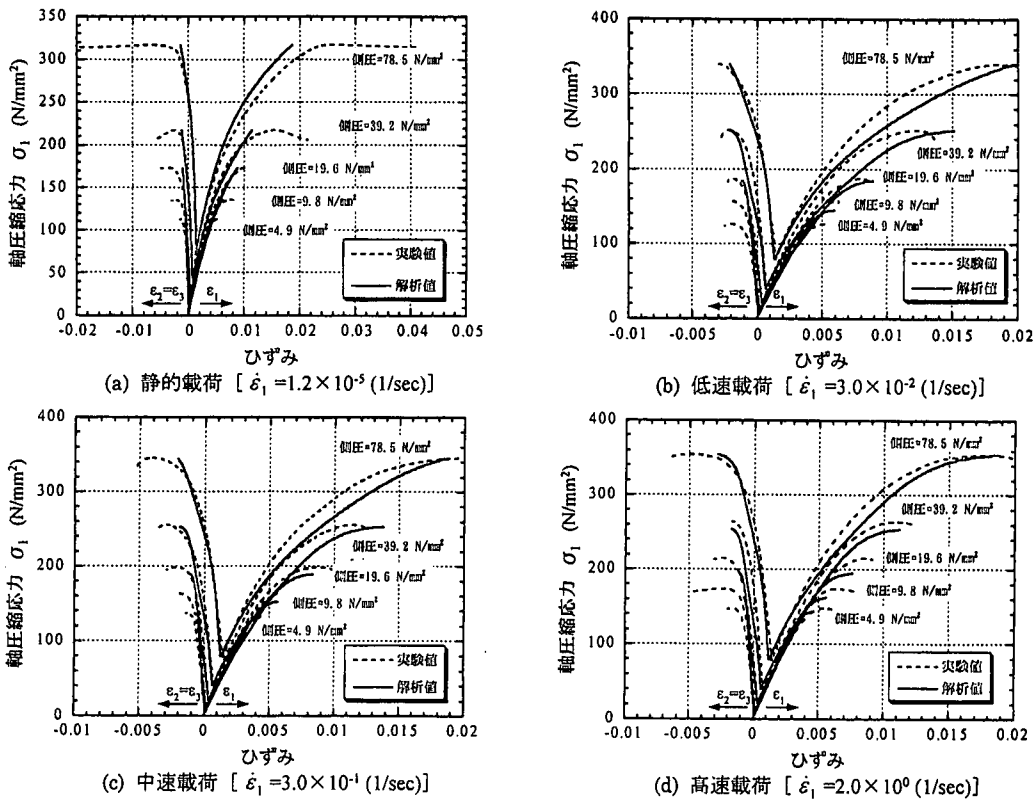 軸圧縮応力 σ₁ (N/mm²)
350
300
250
200
150
100
50
0
側圧=78.5 N/mm²
側圧=39.2 N/mm²
側圧=19.6 N/mm²
側圧=9.8 N/mm²
側圧=4.9 N/mm²
実験値
解析値
ε₂=ε₃ ε₁
-0.02 -0.01 0 0.01 0.02 0.03 0.04 0.05
ひずみ
(a) 静的載荷 [ ε̇₁ =1.2×10⁻⁵ (1/sec)]
軸圧縮応力 σ₁ (N/mm²)
400
300
200
100
0
側圧=78.5 N/mm²
側圧=39.2 N/mm²
側圧=19.6 N/mm²
側圧=9.8 N/mm²
側圧=4.9 N/mm²
実験値
解析値
ε₂=ε₃ ε₁
-0.01 -0.005 0 0.005 0.01 0.015 0.02
ひずみ
(b) 低速載荷 [ ε̇₁ =3.0×10⁻² (1/sec)]
軸圧縮応力 σ₁ (N/mm²)
400
300
200
100
0
側圧=78.5 N/mm²
側圧=39.2 N/mm²
側圧=19.6 N/mm²
側圧=9.8 N/mm²
側圧=4.9 N/mm²
実験値
解析値
ε₂=ε₃ ε₁
-0.01 -0.005 0 0.005 0.01 0.015 0.02
ひずみ
(c) 中速載荷 [ ε̇₁ =3.0×10⁻¹ (1/sec)]
軸圧縮応力 σ₁ (N/mm²)
400
300
200
100
0
側圧=78.5 N/mm²
側圧=39.2 N/mm²
側圧=19.6 N/mm²
側圧=9.8 N/mm²
側圧=4.9 N/mm²
実験値
解析値
ε₂=ε₃ ε₁
-0.01 -0.005 0 0.005 0.01 0.015 0.02
ひずみ
(d) 高速載荷 [ ε̇₁ =2.0×10⁰ (1/sec)]